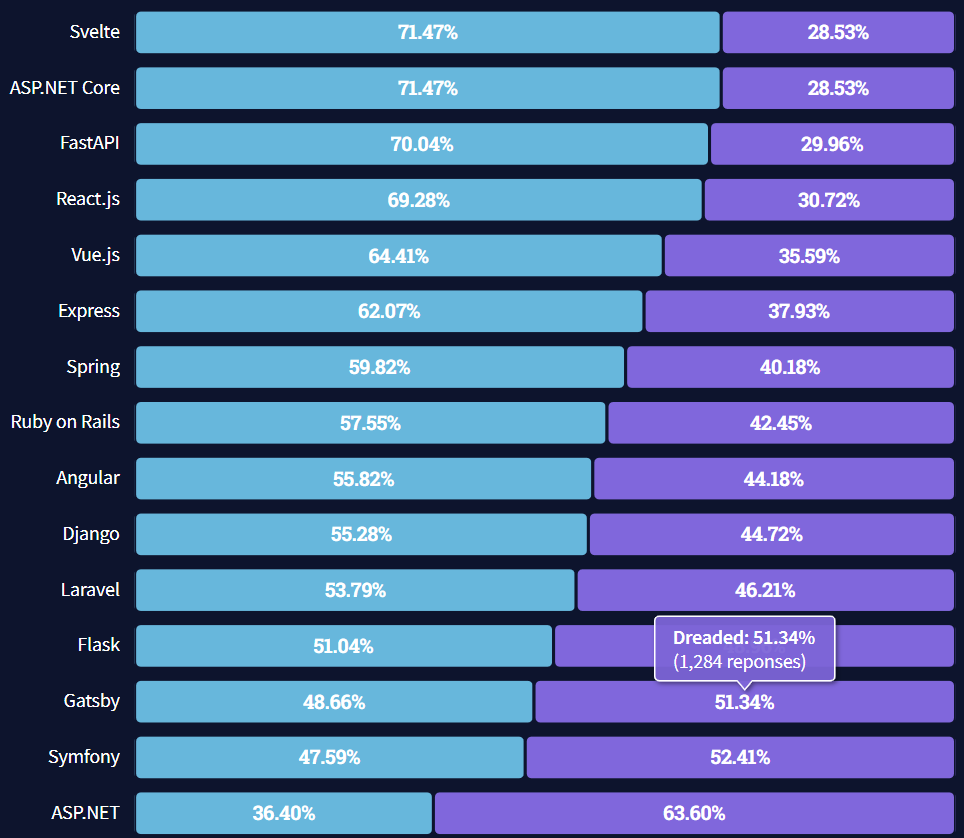 Svelte 71.47% 28.53%
ASP.NET Core 71.47% 28.53%
FastAPI 70.04% 29.96%
React.js 69.28% 30.72%
Vue.js 64.41% 35.59%
Express 62.07% 37.93%
Spring 59.82% 40.18%
Ruby on Rails 57.55% 42.45%
Angular 55.82% 44.18%
Django 55.28% 44.72%
Laravel 53.79% 46.21%
Flask 51.04%
Dreaded: 51.34%
(1,284 reponses)
Gatsby 48.66% 51.34%
Symfony 47.59% 52.41%
ASP.NET 36.40% 63.60%